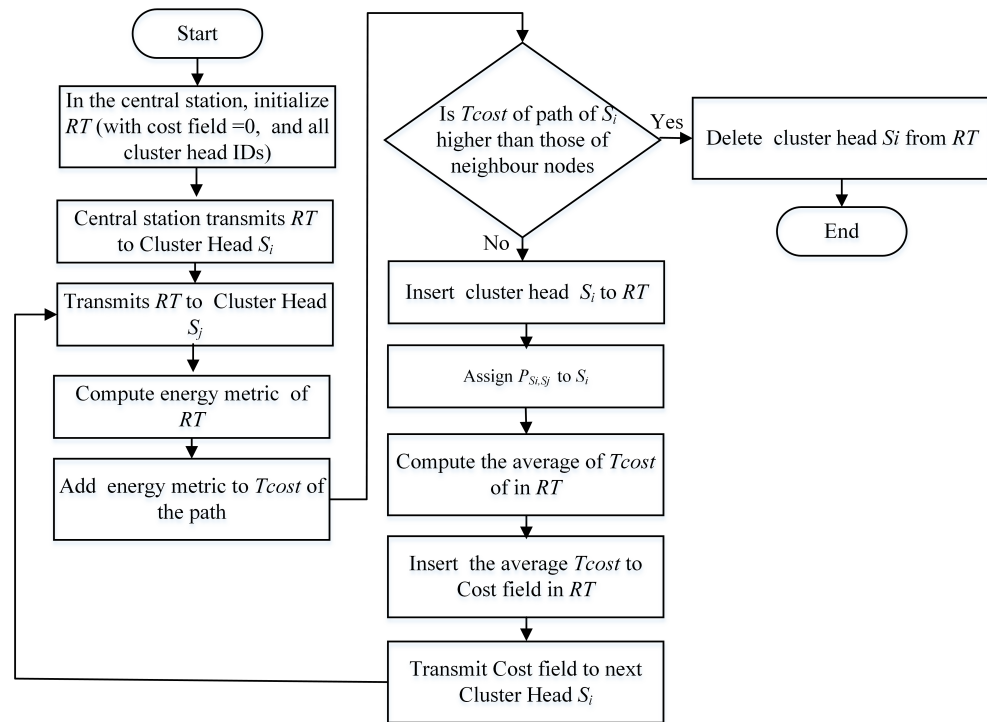 Start
In the central station, initialize
RT (with cost field =0, and all
cluster head IDs)
Central station transmits RT
to Cluster Head Si
Transmits RT to Cluster Head
Sj
Compute energy metric of
RT
Add energy metric to Tcost of
the path
Is Tcost of path of Si
higher than those of
neighbour nodes
Yes
Delete cluster head Si from RT
End
No
Insert cluster head Si to RT
Assign PSi,Sj to Si
Compute the average of Tcost
of in RT
Insert the average Tcost to
Cost field in RT
Transmit Cost field to next
Cluster Head Si